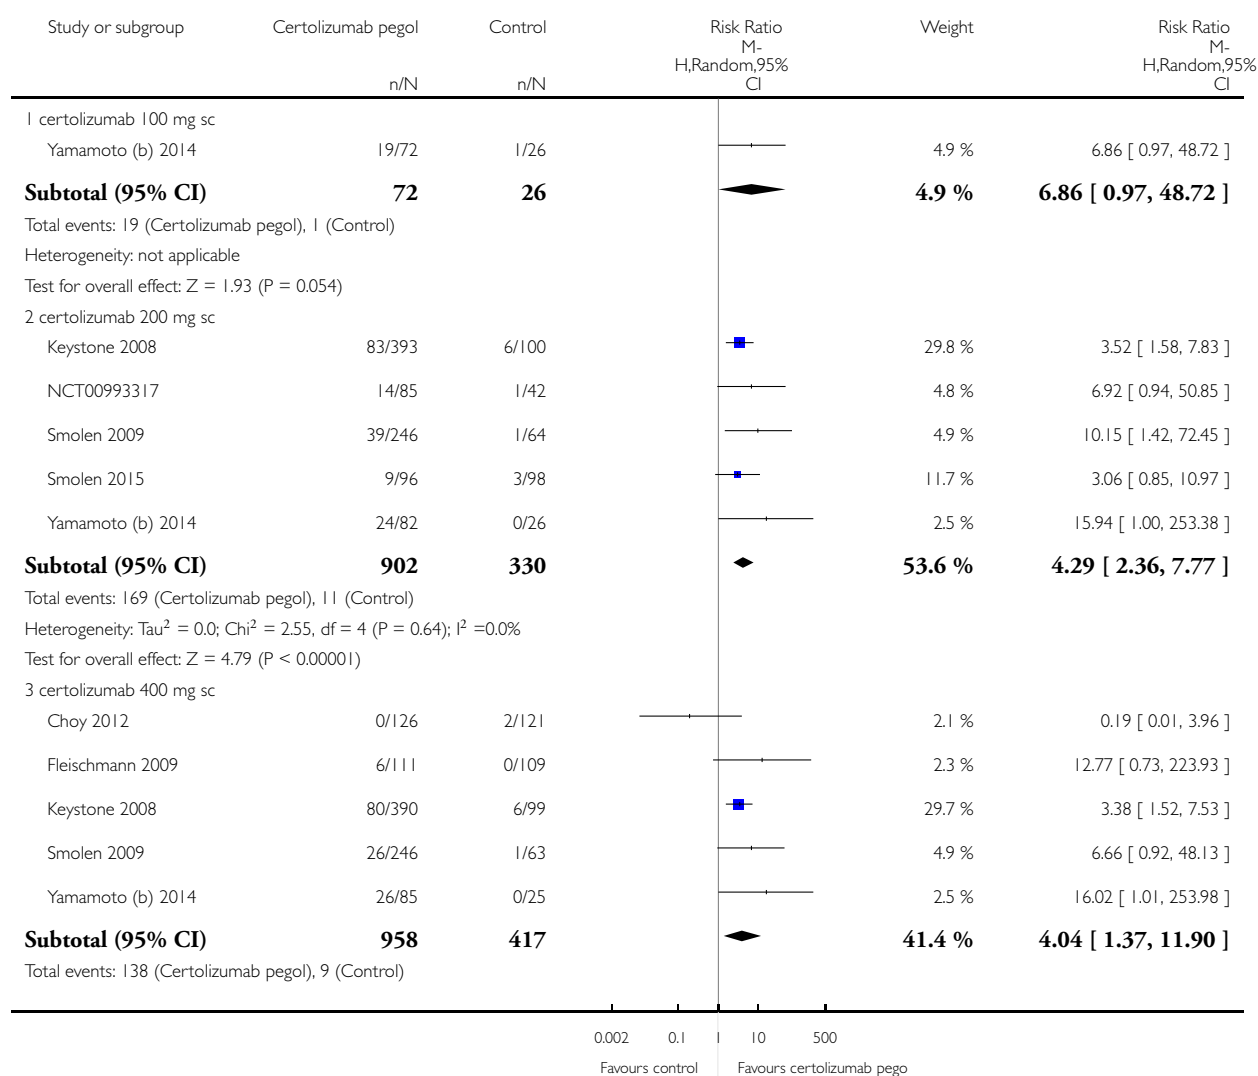 Study or subgroup Certolizumab pegol Control Risk Ratio Weight Risk Ratio
M- M-
H,Random,95% H,Random,95%
n/N n/N CI CI
1 certolizumab 100 mg sc
Yamamoto (b) 2014 19/72 1/26 4.9 % 6.86 [ 0.97, 48.72 ]
Subtotal (95% CI) 72 26 4.9 % 6.86 [ 0.97, 48.72 ]
Total events: 19 (Certolizumab pegol), 1 (Control)
Heterogeneity: not applicable
Test for overall effect: Z = 1.93 (P = 0.054)
2 certolizumab 200 mg sc
Keystone 2008 83/393 6/100 29.8 % 3.52 [ 1.58, 7.83 ]
NCT00993317 14/85 1/42 4.8 % 6.92 [ 0.94, 50.85 ]
Smolen 2009 39/246 1/64 4.9 % 10.15 [ 1.42, 72.45 ]
Smolen 2015 9/96 3/98 11.7 % 3.06 [ 0.85, 10.97 ]
Yamamoto (b) 2014 24/82 0/26 2.5 % 15.94 [ 1.00, 253.38 ]
Subtotal (95% CI) 902 330 53.6 % 4.29 [ 2.36, 7.77 ]
Total events: 169 (Certolizumab pegol), 11 (Control)
Heterogeneity: Tau² = 0.0; Chi² = 2.55, df = 4 (P = 0.64); I² =0.0%
Test for overall effect: Z = 4.79 (P < 0.00001)
3 certolizumab 400 mg sc
Choy 2012 0/126 2/121 2.1 % 0.19 [ 0.01, 3.96 ]
Fleischmann 2009 6/111 0/109 2.3 % 12.77 [ 0.73, 223.93 ]
Keystone 2008 80/390 6/99 29.7 % 3.38 [ 1.52, 7.53 ]
Smolen 2009 26/246 1/63 4.9 % 6.66 [ 0.92, 48.13 ]
Yamamoto (b) 2014 26/85 0/25 2.5 % 16.02 [ 1.01, 253.98 ]
Subtotal (95% CI) 958 417 41.4 % 4.04 [ 1.37, 11.90 ]
Total events: 138 (Certolizumab pegol), 9 (Control)
0.002 0.1 1 10 500
Favours control Favours certolizumab pego